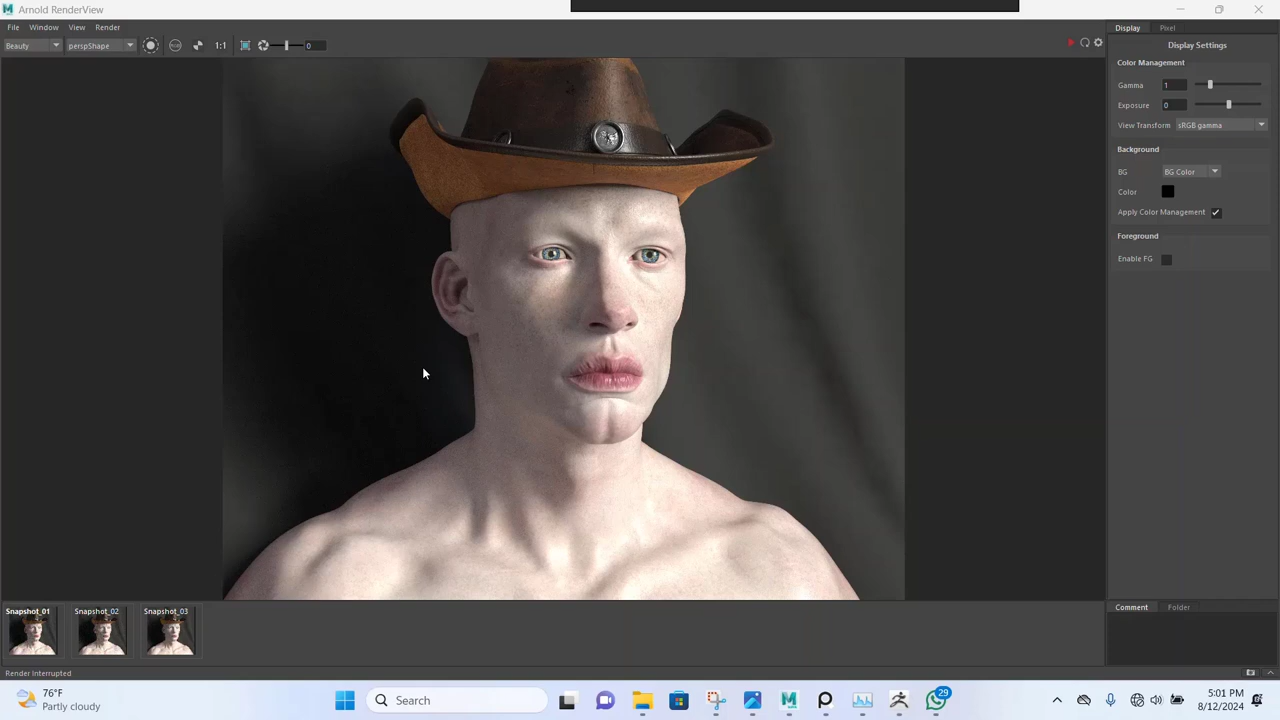 Arnold RenderView
File Window View Render
Beauty perspShape 1:1 0
Display Pixel
Display Settings
Color Management
Gamma 1
Exposure 0
View Transform sRGB gamma
Background
BG BG Color
Color
Apply Color Management
Foreground
Enable FG
Snapshot_01 Snapshot_02 Snapshot_03
Comment Folder
Render Interrupted
76°F
Partly cloudy
Search
29
5:01 PM
8/12/2024